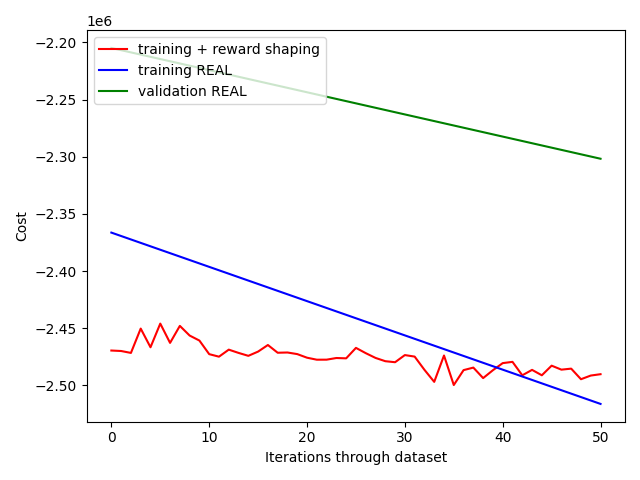 1e6
−2.20
−2.25
−2.30
−2.35
−2.40
−2.45
−2.50
Cost
training + reward shaping
training REAL
validation REAL
0 10 20 30 40 50
Iterations through dataset